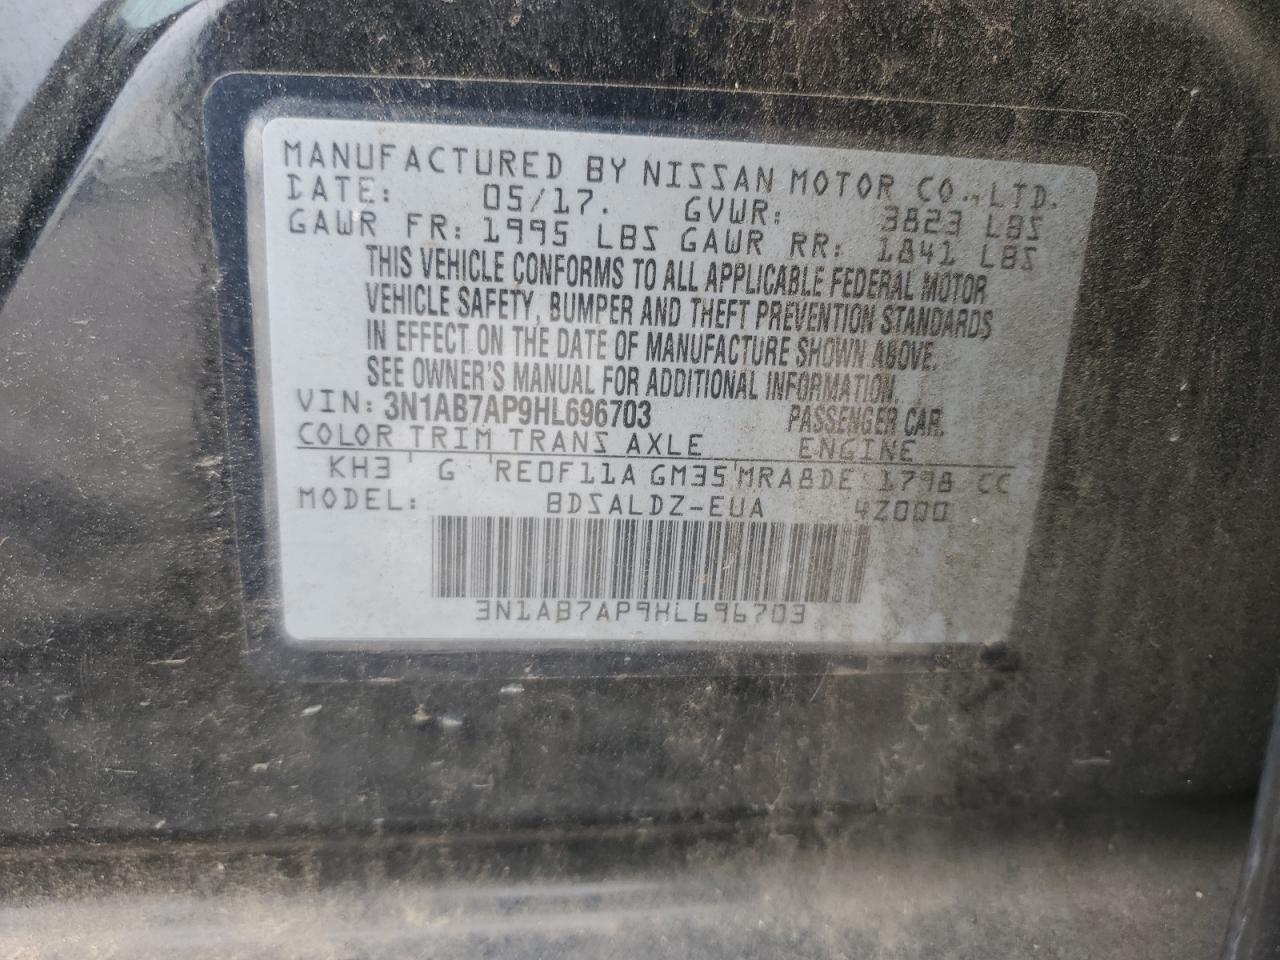 MANUFACTURED BY NISSAN MOTOR CO.,LTD.
DATE: 05/17. GVWR: 3823 LBS
GAWR FR: 1995 LBS GAWR RR: 1841 LBS
THIS VEHICLE CONFORMS TO ALL APPLICABLE FEDERAL MOTOR
VEHICLE SAFETY, BUMPER AND THEFT PREVENTION STANDARDS
IN EFFECT ON THE DATE OF MANUFACTURE SHOWN ABOVE.
SEE OWNER'S MANUAL FOR ADDITIONAL INFORMATION.
VIN: 3N1AB7AP9HL696703 PASSENGER CAR.
COLOR TRIM TRANS AXLE ENGINE
KH3 G RE0F11A GM35 MRA8DE 1798 CC
MODEL: BDSALDZ-EUA 4Z000
3N1AB7AP9HL696703